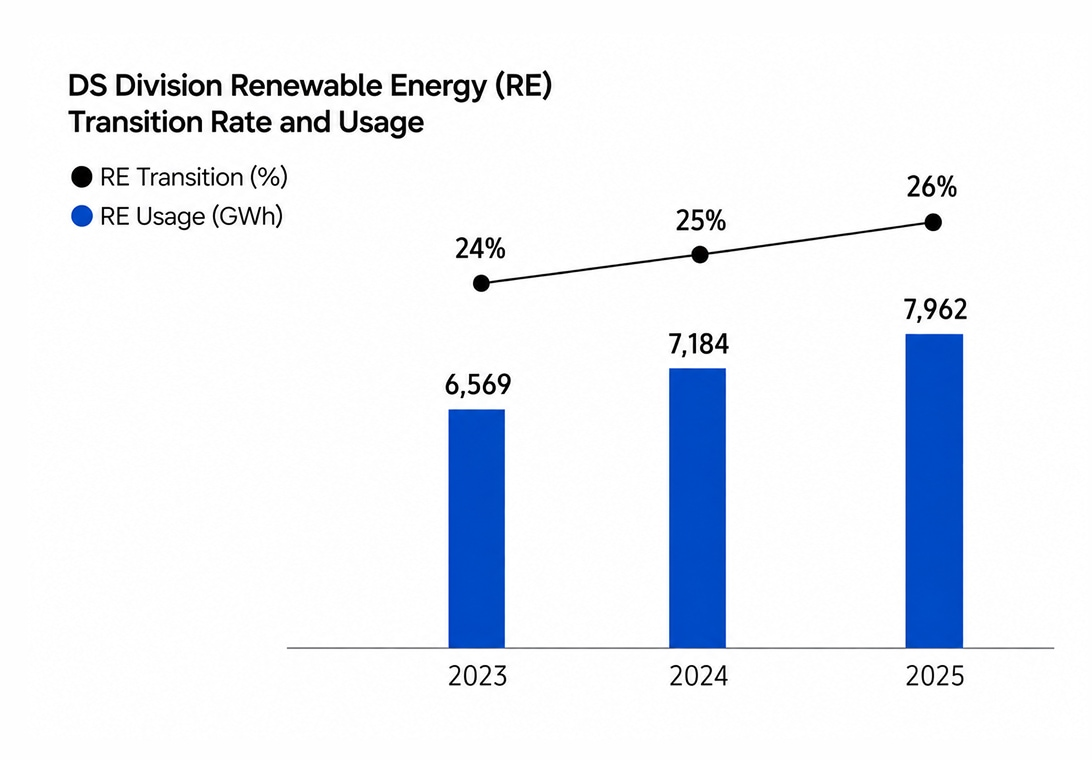 DS Division Renewable Energy (RE)
Transition Rate and Usage
RE Transition (%)
RE Usage (GWh)
24%
25%
26%
6,569
7,184
7,962
2023
2024
2025